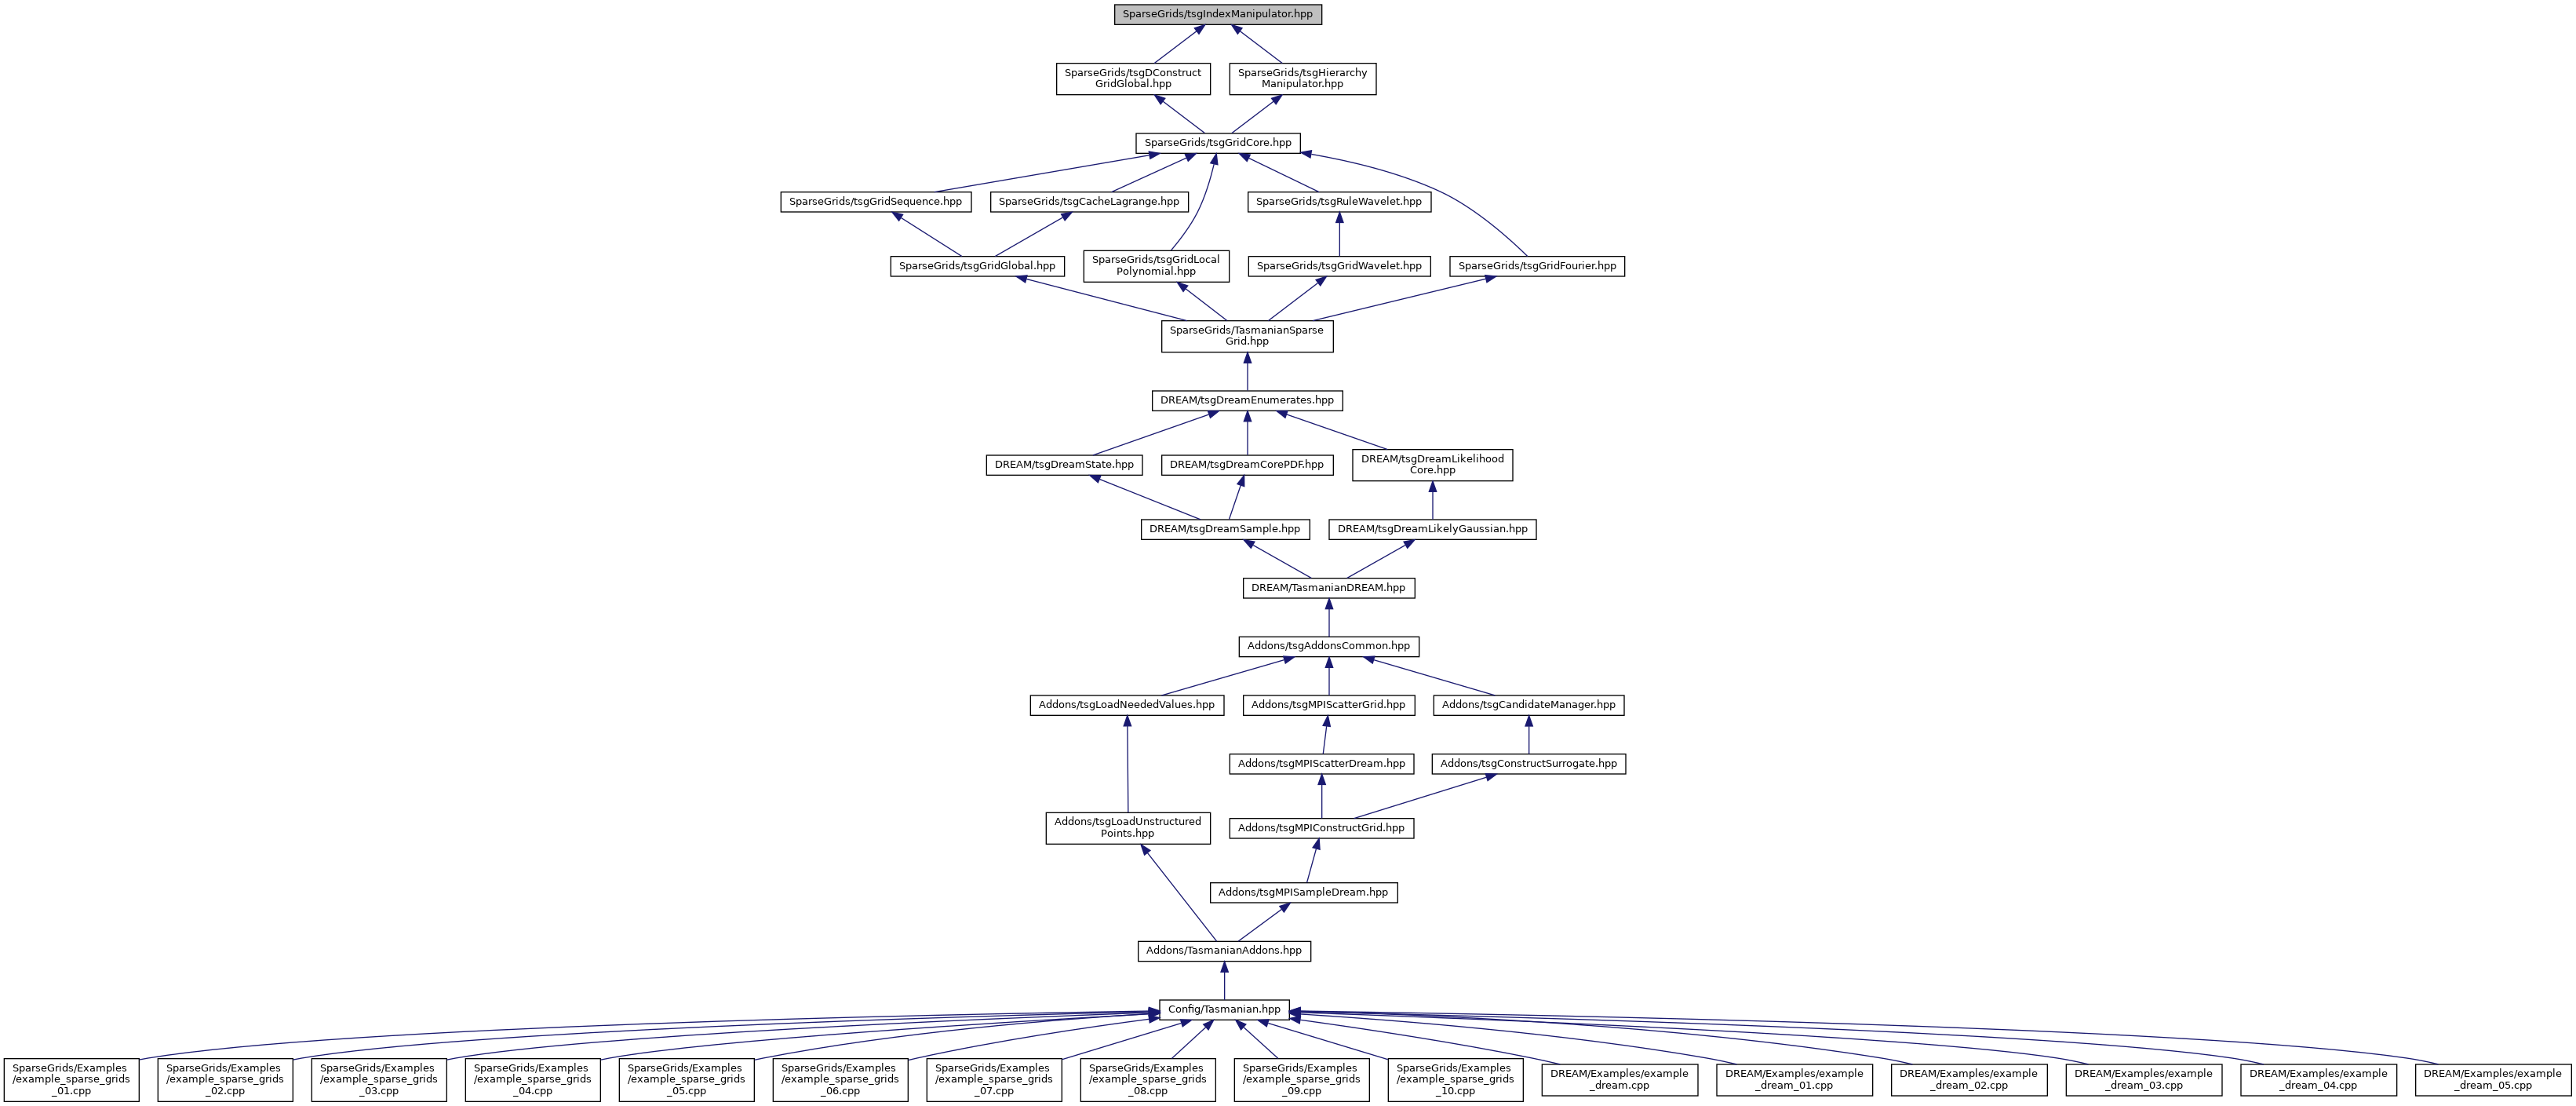 SparseGrids/tsgIndexManipulator.hpp
SparseGrids/tsgDConstruct
GridGlobal.hpp
SparseGrids/tsgHierarchy
Manipulator.hpp
SparseGrids/tsgGridCore.hpp
SparseGrids/tsgGridSequence.hpp
SparseGrids/tsgCacheLagrange.hpp
SparseGrids/tsgRuleWavelet.hpp
SparseGrids/tsgGridGlobal.hpp
SparseGrids/tsgGridLocal
Polynomial.hpp
SparseGrids/tsgGridWavelet.hpp
SparseGrids/tsgGridFourier.hpp
SparseGrids/TasmanianSparse
Grid.hpp
DREAM/tsgDreamEnumerates.hpp
DREAM/tsgDreamState.hpp
DREAM/tsgDreamCorePDF.hpp
DREAM/tsgDreamLikelihood
Core.hpp
DREAM/tsgDreamSample.hpp
DREAM/tsgDreamLikelyGaussian.hpp
DREAM/TasmanianDREAM.hpp
Addons/tsgAddonsCommon.hpp
Addons/tsgLoadNeededValues.hpp
Addons/tsgMPIScatterGrid.hpp
Addons/tsgCandidateManager.hpp
Addons/tsgMPIScatterDream.hpp
Addons/tsgConstructSurrogate.hpp
Addons/tsgLoadUnstructured
Points.hpp
Addons/tsgMPIConstructGrid.hpp
Addons/tsgMPISampleDream.hpp
Addons/TasmanianAddons.hpp
Config/Tasmanian.hpp
SparseGrids/Examples
/example_sparse_grids
_01.cpp
SparseGrids/Examples
/example_sparse_grids
_02.cpp
SparseGrids/Examples
/example_sparse_grids
_03.cpp
SparseGrids/Examples
/example_sparse_grids
_04.cpp
SparseGrids/Examples
/example_sparse_grids
_05.cpp
SparseGrids/Examples
/example_sparse_grids
_06.cpp
SparseGrids/Examples
/example_sparse_grids
_07.cpp
SparseGrids/Examples
/example_sparse_grids
_08.cpp
SparseGrids/Examples
/example_sparse_grids
_09.cpp
SparseGrids/Examples
/example_sparse_grids
_10.cpp
DREAM/Examples/example
_dream.cpp
DREAM/Examples/example
_dream_01.cpp
DREAM/Examples/example
_dream_02.cpp
DREAM/Examples/example
_dream_03.cpp
DREAM/Examples/example
_dream_04.cpp
DREAM/Examples/example
_dream_05.cpp